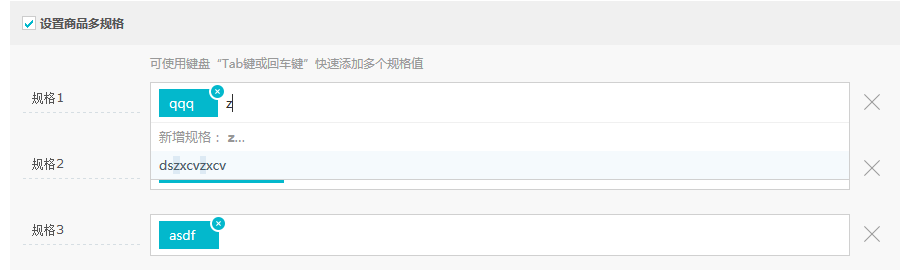 设置商品多规格
可使用键盘“Tab键或回车键”快速添加多个规格值
规格1
qqq z
新增规格： z...
规格2
dszxcvzxcv
规格3
asdf